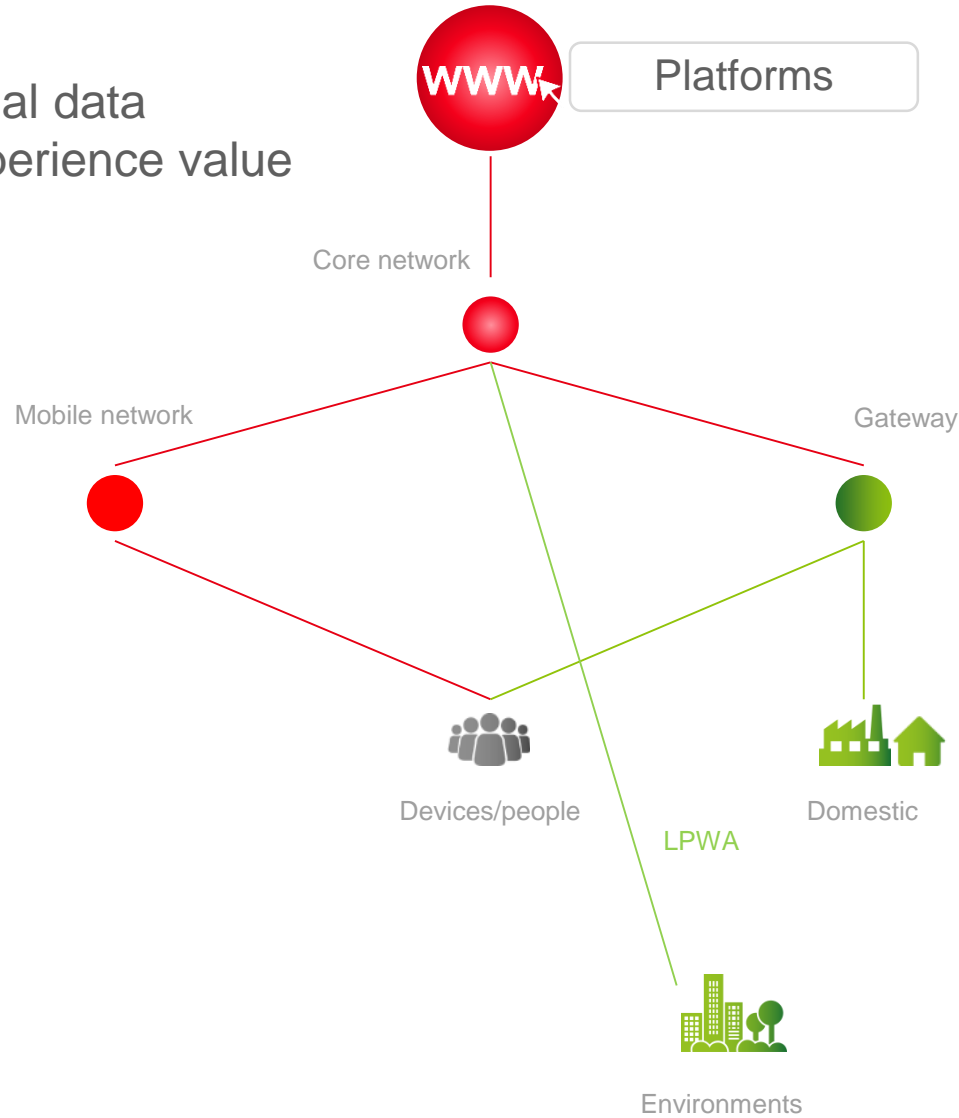 www
Platforms
al data
perience value
Core network
Mobile network
Gateway
Devices/people
Domestic
LPWA
Environments